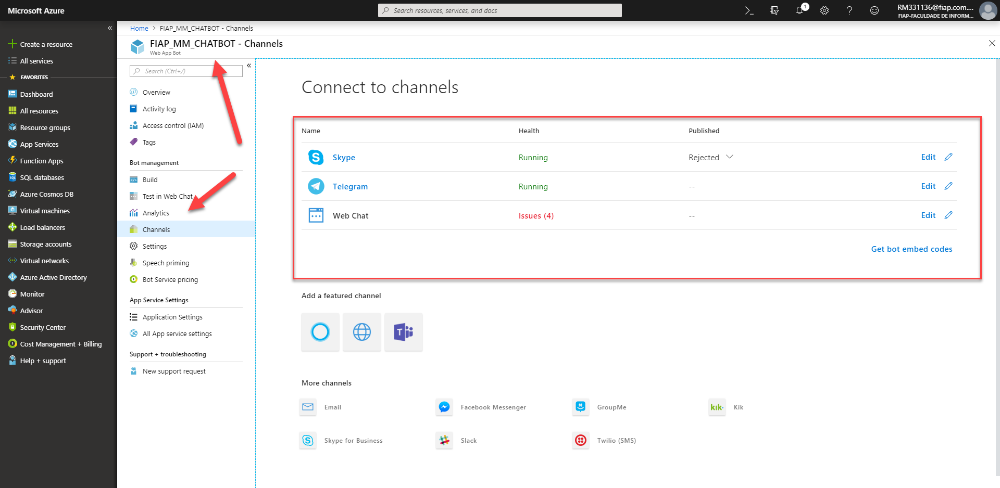 Microsoft Azure
Search resources, services, and docs
1
RM331136@fiap.com....
FIAP-FACULDADE DE INFORM...
Home > FIAP_MM_CHATBOT - Channels
FIAP_MM_CHATBOT - Channels
Web App Bot
Create a resource
All services
FAVORITES
Dashboard
All resources
Resource groups
App Services
Function Apps
SQL databases
Azure Cosmos DB
Virtual machines
Load balancers
Storage accounts
Virtual networks
Azure Active Directory
Monitor
Advisor
Security Center
Cost Management + Billing
Help + support
Search (Ctrl+/)
Overview
Activity log
Access control (IAM)
Tags
Bot management
Build
Test in Web Chat
Analytics
Channels
Settings
Speech priming
Bot Service pricing
App Service Settings
Application Settings
All App service settings
Support + troubleshooting
New support request
Connect to channels
Name Health Published
Skype Running Rejected Edit
Telegram Running -- Edit
Web Chat Issues (4) -- Edit
Get bot embed codes
Add a featured channel
More channels
Email Facebook Messenger GroupMe kik Kik
Skype for Business Slack Twilio (SMS)